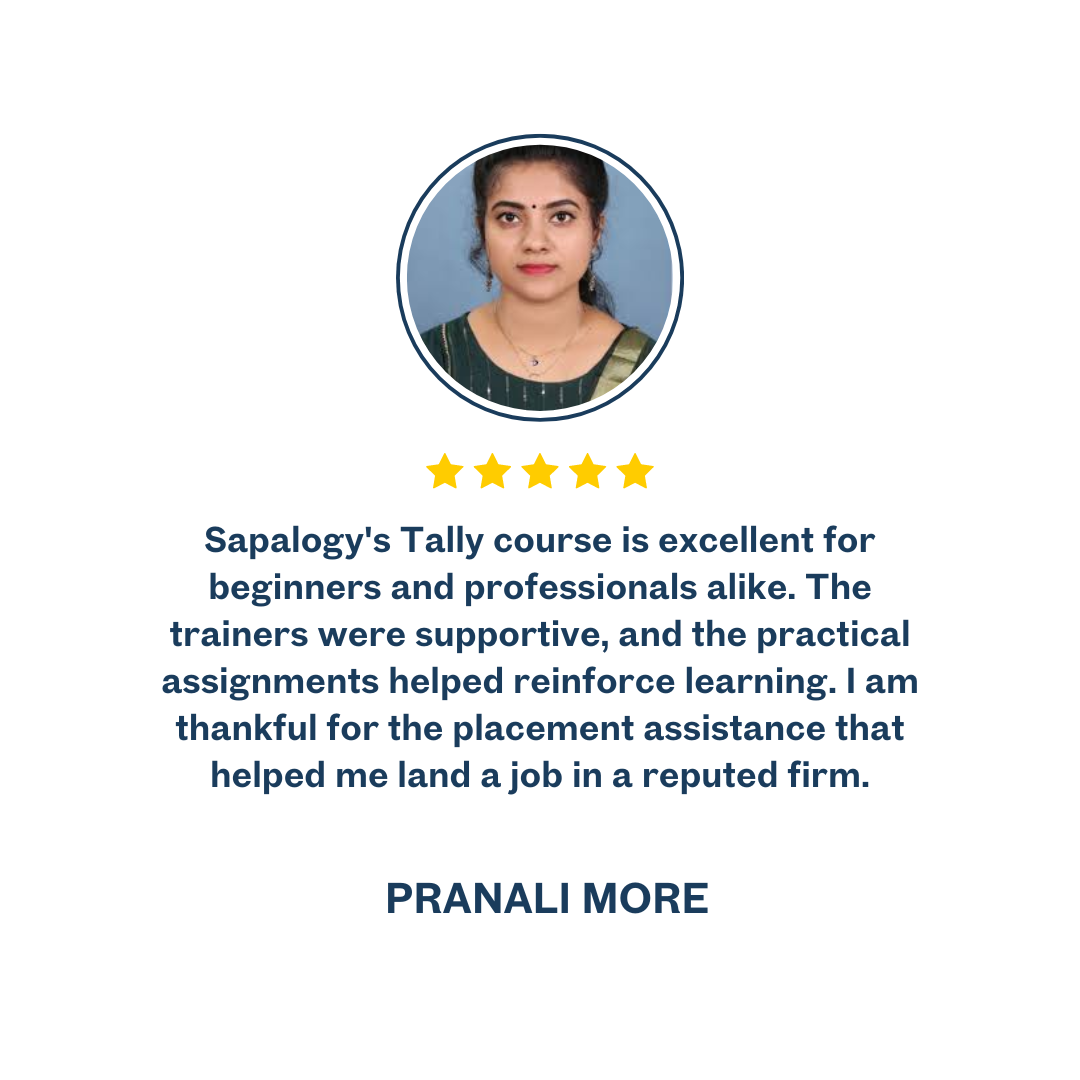 Sapalogy's Tally course is excellent for
beginners and professionals alike. The
trainers were supportive, and the practical
assignments helped reinforce learning. I am
thankful for the placement assistance that
helped me land a job in a reputed firm.
PRANALI MORE